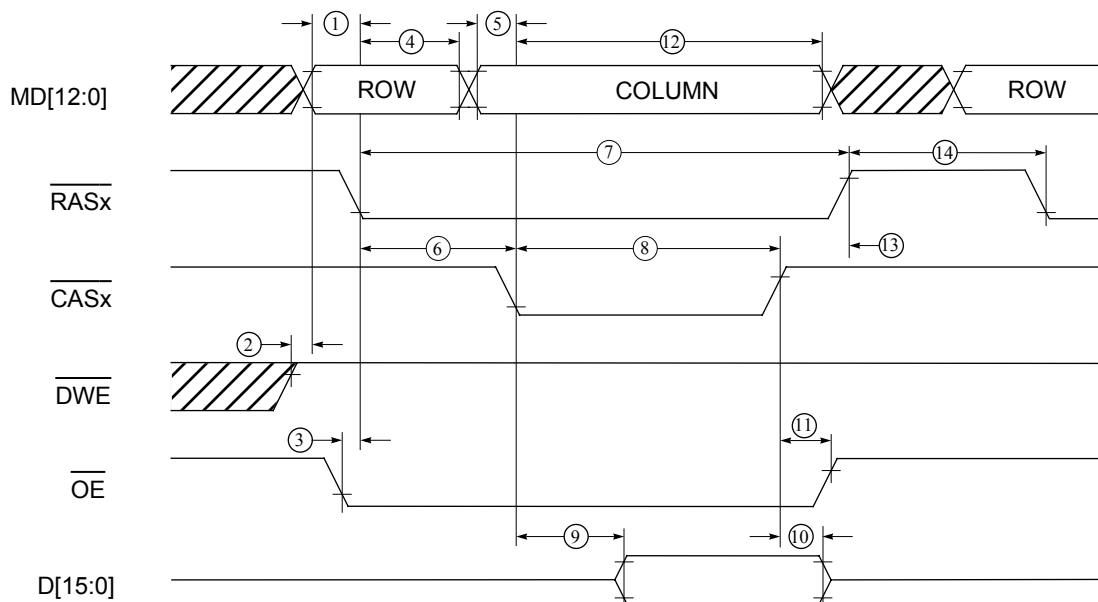 ① ⑤
④ ⑫
MD[12:0] ROW COLUMN ROW
⑦ ⑭
RASx
⑥ ⑧ ⑬
CASx
②
DWE
③ ⑪
OE
⑨ ⑩
D[15:0]